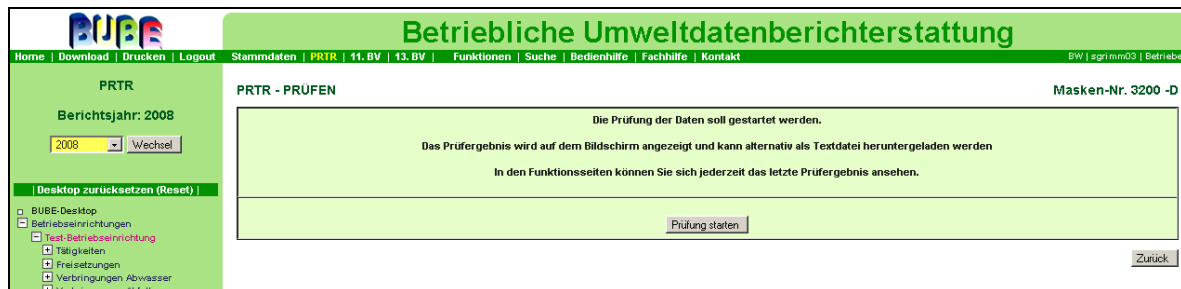 BUBE
Betriebliche Umweltdatenberichterstattung
Home | Download | Drucken | Logout
Stammdaten | PRTR | 11. BV | 13. BV | Funktionen | Suche | Bedienhilfe | Fachhilfe | Kontakt
BW | sgrimm03 | Betriebe
PRTR
Berichtsjahr: 2008
2008 Wechsel
| Desktop zurücksetzen (Reset) |
BUBE-Desktop
Betriebseinrichtungen
Test-Betriebseinrichtung
Tätigkeiten
Freisetzungen
Verbringungen Abwasser
PRTR - PRÜFEN
Masken-Nr. 3200 -D
Die Prüfung der Daten soll gestartet werden.
Das Prüfergebnis wird auf dem Bildschirm angezeigt und kann alternativ als Textdatei heruntergeladen werden
In den Funktionsseiten können Sie sich jederzeit das letzte Prüfergebnis ansehen.
Prüfung starten
Zurück